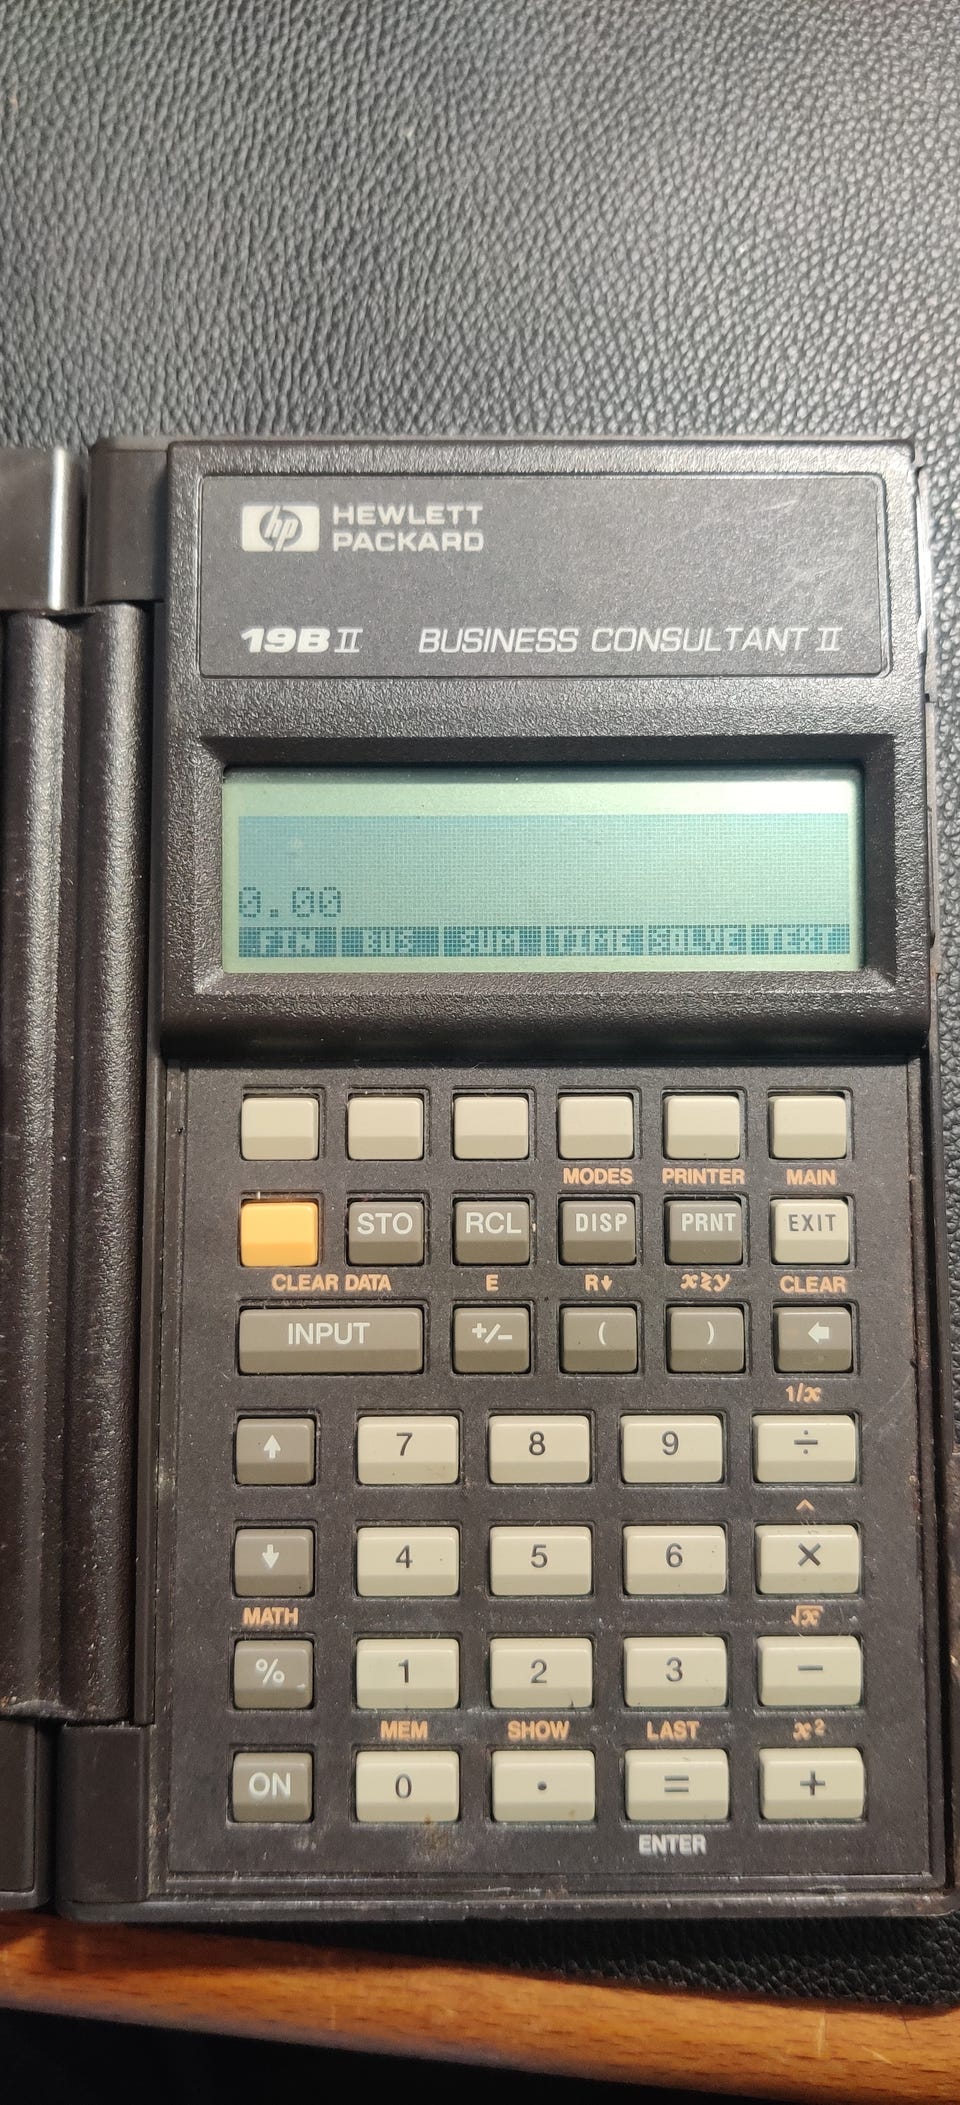 hp HEWLETT
PACKARD
19B II BUSINESS CONSULTANT II
0.00
FIN BUS SUM TIME SOLVE TEXT
MODES PRINTER MAIN
STO RCL DISP PRNT EXIT
CLEAR DATA E R↓ x≷y CLEAR
INPUT +/- ( ) ←
1/x
↑ 7 8 9 ÷
^
↓ 4 5 6 ×
MATH √x
% 1 2 3 −
MEM SHOW LAST x²
ON 0 . = +
ENTER